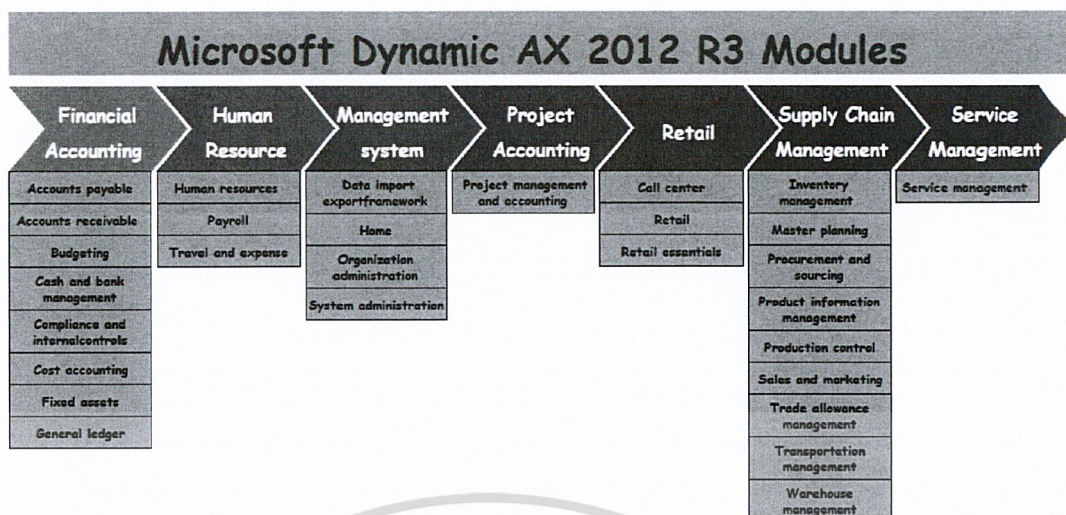 Microsoft Dynamic AX 2012 R3 Modules
Financial
Accounting
Human
Resource
Management
system
Project
Accounting
Retail
Supply Chain
Management
Service
Management
Accounts payable
Accounts receivable
Budgeting
Cash and bank
management
Compliance and
internalcontrols
Cost accounting
Fixed assets
General ledger
Human resources
Payroll
Travel and expense
Data import
exportframework
Home
Organization
administration
System administration
Project management
and accounting
Call center
Retail
Retail essentials
Inventory
management
Master planning
Procurement and
sourcing
Product information
management
Production control
Sales and marketing
Trade allowance
management
Transportation
management
Warehouse
management
Service management